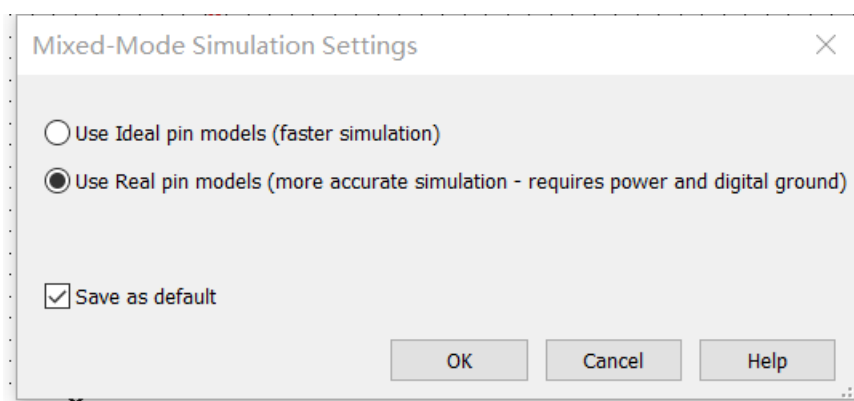 Mixed-Mode Simulation Settings
Use Ideal pin models (faster simulation)
Use Real pin models (more accurate simulation - requires power and digital ground)
Save as default
OK Cancel Help